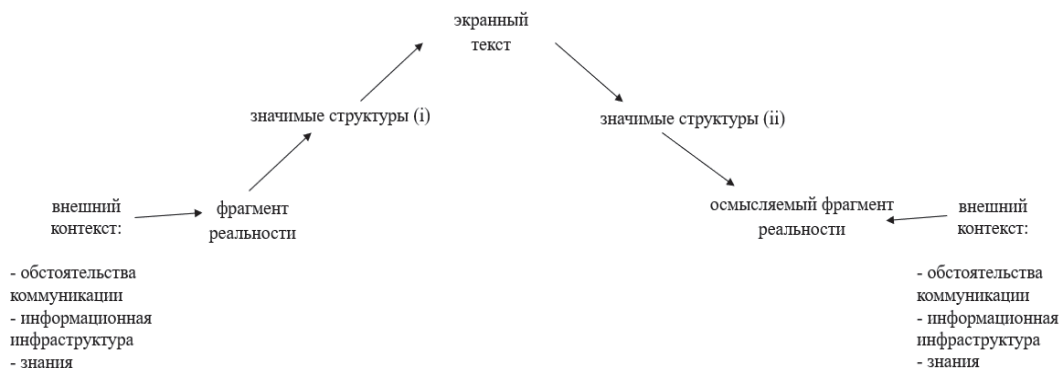 экранный
текст
значимые структуры (i)
значимые структуры (ii)
внешний
контекст:
фрагмент
реальности
осмысляемый фрагмент
реальности
внешний
контекст:
- обстоятельства
коммуникации
- информационная
инфраструктура
- знания
- обстоятельства
коммуникации
- информационная
инфраструктура
- знания